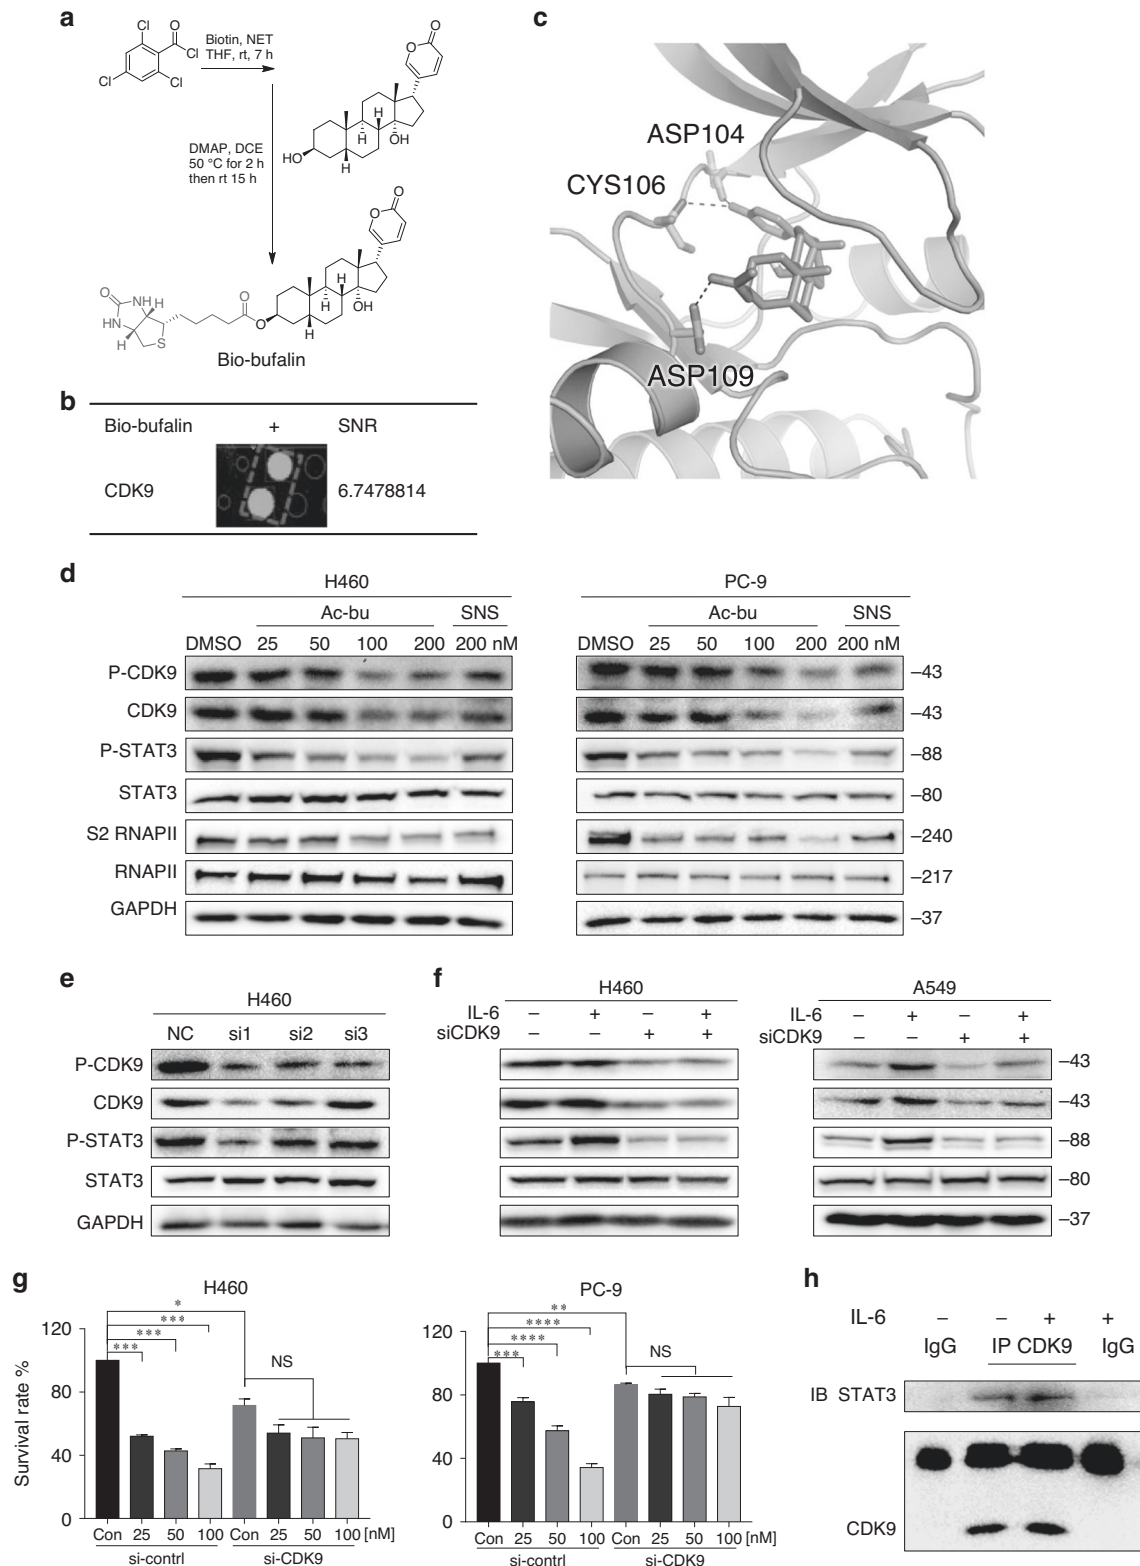 a
Cl
O
Cl
Cl
Cl
Biotin, NET
THF, rt, 7 h
O
O
H
H
H
OH
HO
DMAP, DCE
50 °C for 2 h
then rt 15 h
O
O
H
H
H
OH
O
O
O
NH
HN
H
H
S
Bio-bufalin
b
Bio-bufalin + SNR
CDK9 6.7478814
c
ASP104
CYS106
ASP109
d
H460
Ac-bu SNS
DMSO 25 50 100 200 200 nM
PC-9
Ac-bu SNS
DMSO 25 50 100 200 200 nM
P-CDK9 –43
CDK9 –43
P-STAT3 –88
STAT3 –80
S2 RNAPII –240
RNAPII –217
GAPDH –37
e
H460
NC si1 si2 si3
P-CDK9
CDK9
P-STAT3
STAT3
GAPDH
f
H460
IL-6 – + – +
siCDK9 – – + +
A549
IL-6 – + – +
siCDK9 – – + +
–43
–43
–88
–80
–37
g
H460
Survival rate %
120
80
40
0
*
***
***
***
NS
Con 25 50 100 Con 25 50 100 [nM]
si-contrl si-CDK9
PC-9
120
80
40
0
**
****
****
***
NS
Con 25 50 100 Con 25 50 100 [nM]
si-contrl si-CDK9
h
IL-6 – – + +
IgG IP CDK9 IgG
IB STAT3
CDK9